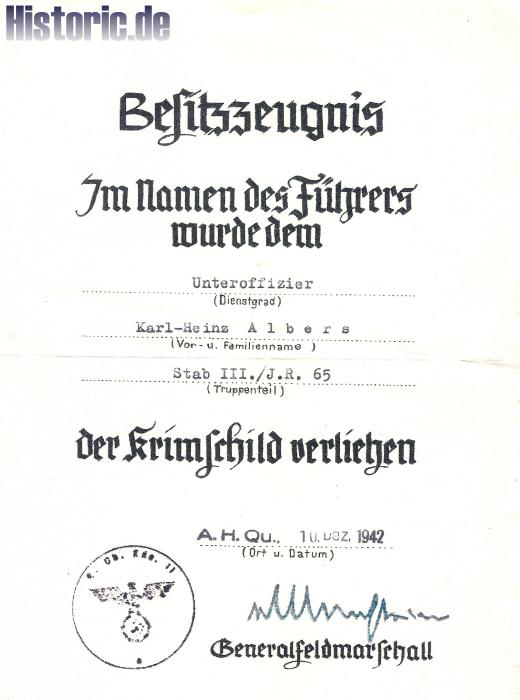 Historic.de
Besitzzeugnis
Im Namen des Führers
wurde dem
Unteroffizier
(Dienstgrad)
Karl-Heinz Albers
(Vor- u. Familienname )
Stab III./J.R. 65
(Truppenteil)
der Krimschild verliehen
A.H.Qu., 10. Dez. 1942
(Ort u. Datum)
Generalfeldmarschall